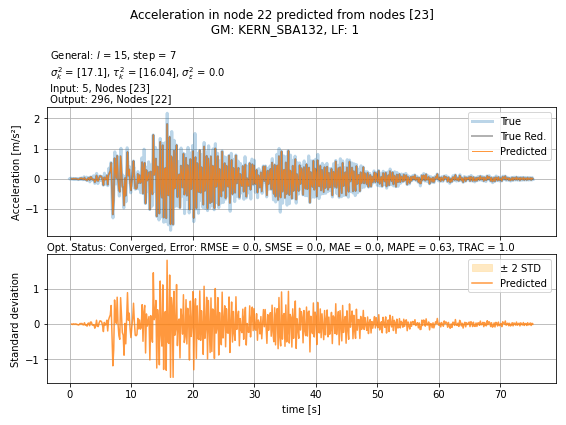 Acceleration in node 22 predicted from nodes [23]
GM: KERN_SBA132, LF: 1
General: l = 15, step = 7
σ²ₖ = [17.1], τ²ₖ = [16.04], σ²ε = 0.0
Input: 5, Nodes [23]
Output: 296, Nodes [22]
Acceleration [m/s²]
2
1
0
−1
True
True Red.
Predicted
Opt. Status: Converged, Error: RMSE = 0.0, SMSE = 0.0, MAE = 0.0, MAPE = 0.63, TRAC = 1.0
Standard deviation
1
0
−1
± 2 STD
Predicted
0 10 20 30 40 50 60 70
time [s]